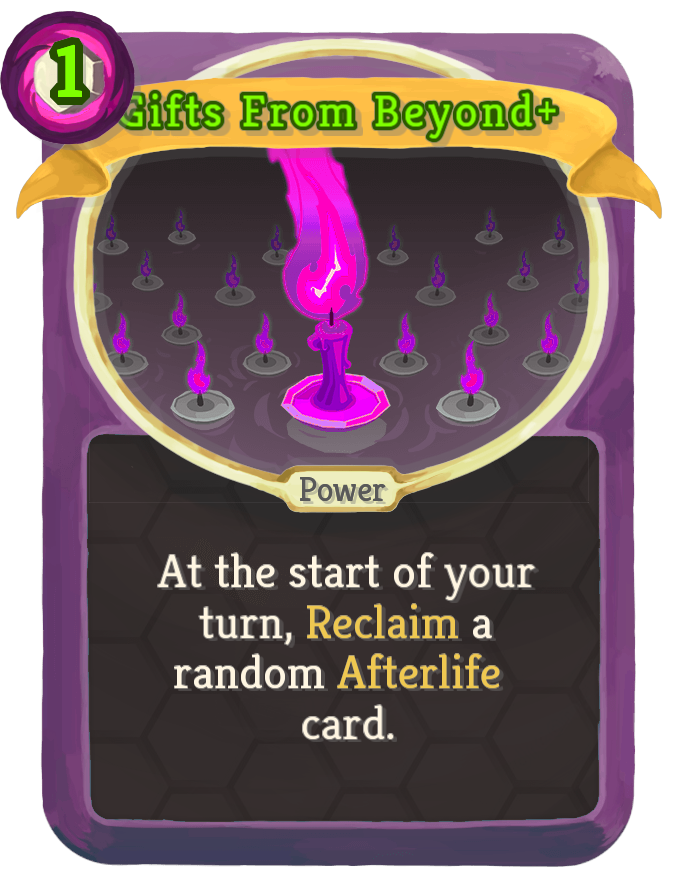 1
Gifts From Beyond+
Power
At the start of your
turn, Reclaim a
random Afterlife
card.